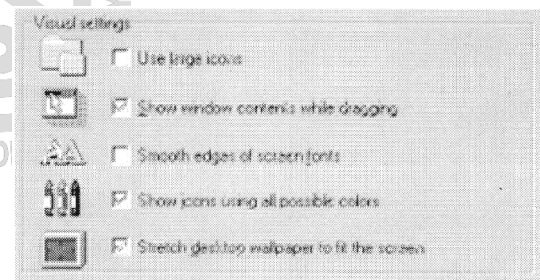 Visual settings
Use large icons
Show window contents while dragging
Smooth edges of screen fonts
Show icons using all possible colors
Stretch desktop wallpaper to fit the screen